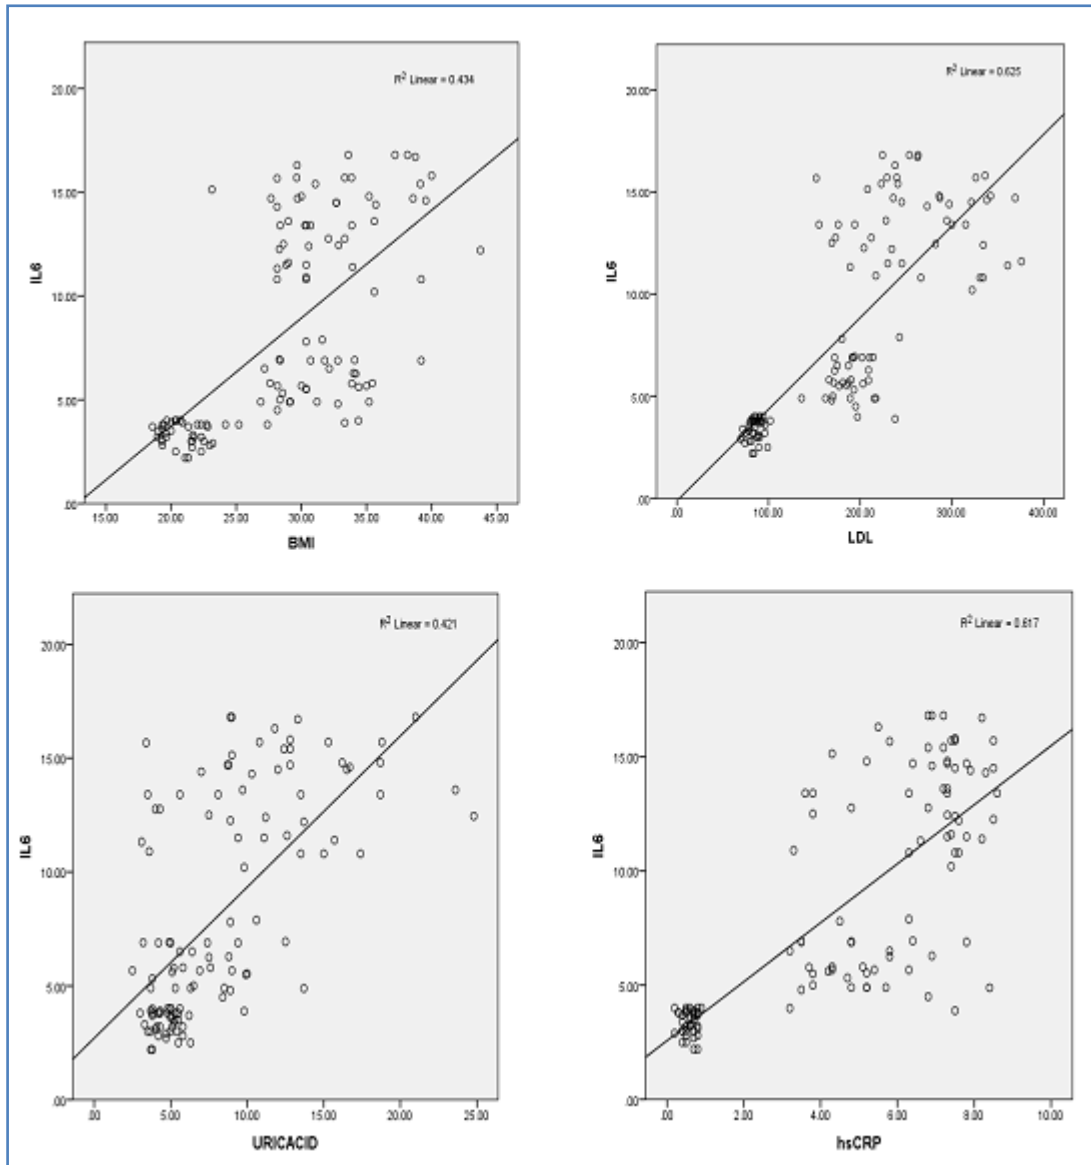 R² Linear = 0.434
20.00
15.00
IL6
10.00
5.00
.00
15.00 20.00 25.00 30.00 35.00 40.00 45.00
BMI
R² Linear = 0.625
20.00
15.00
IL6
10.00
5.00
.00
.00 100.00 200.00 300.00 400.00
LDL
R² Linear = 0.421
20.00
15.00
IL6
10.00
5.00
.00
.00 5.00 10.00 15.00 20.00 25.00
URICACID
R² Linear = 0.617
20.00
15.00
IL6
10.00
5.00
.00
.00 2.00 4.00 6.00 8.00 10.00
hsCRP